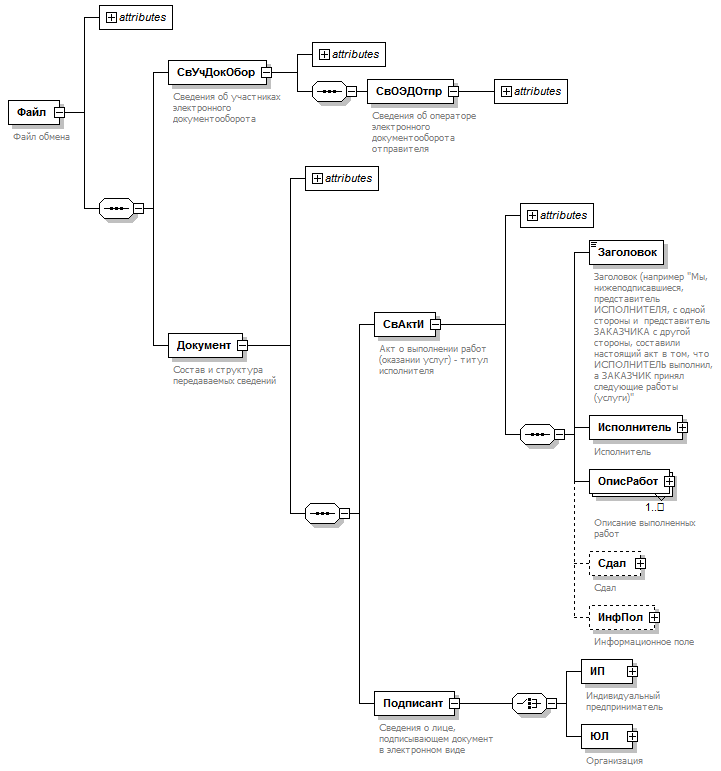 attributes
СвУчДокОбор
Сведения об участниках
электронного
документооборота
attributes
СвОЭДОтпр
Сведения об операторе
электронного
документооборота
отправителя
attributes
Файл
Файл обмена
attributes
Документ
Состав и структура
передаваемых сведений
СвАктИ
Акт о выполнении работ
(оказании услуг) - титул
исполнителя
attributes
Заголовок
Заголовок (например "Мы,
нижеподписавшиеся,
представитель
ИСПОЛНИТЕЛЯ, с одной
стороны и представитель
ЗАКАЗЧИКА с другой
стороны, составили
настоящий акт в том, что
ИСПОЛНИТЕЛЬ выполнил,
а ЗАКАЗЧИК принял
следующие работы
(услуги)"
Исполнитель
Исполнитель
ОписРабот
1..
Описание выполненных
работ
Сдал
Сдал
ИнфПол
Информационное поле
Подписант
Сведения о лице,
подписывающем документ
в электронном виде
ИП
Индивидуальный
предприниматель
ЮЛ
Организация